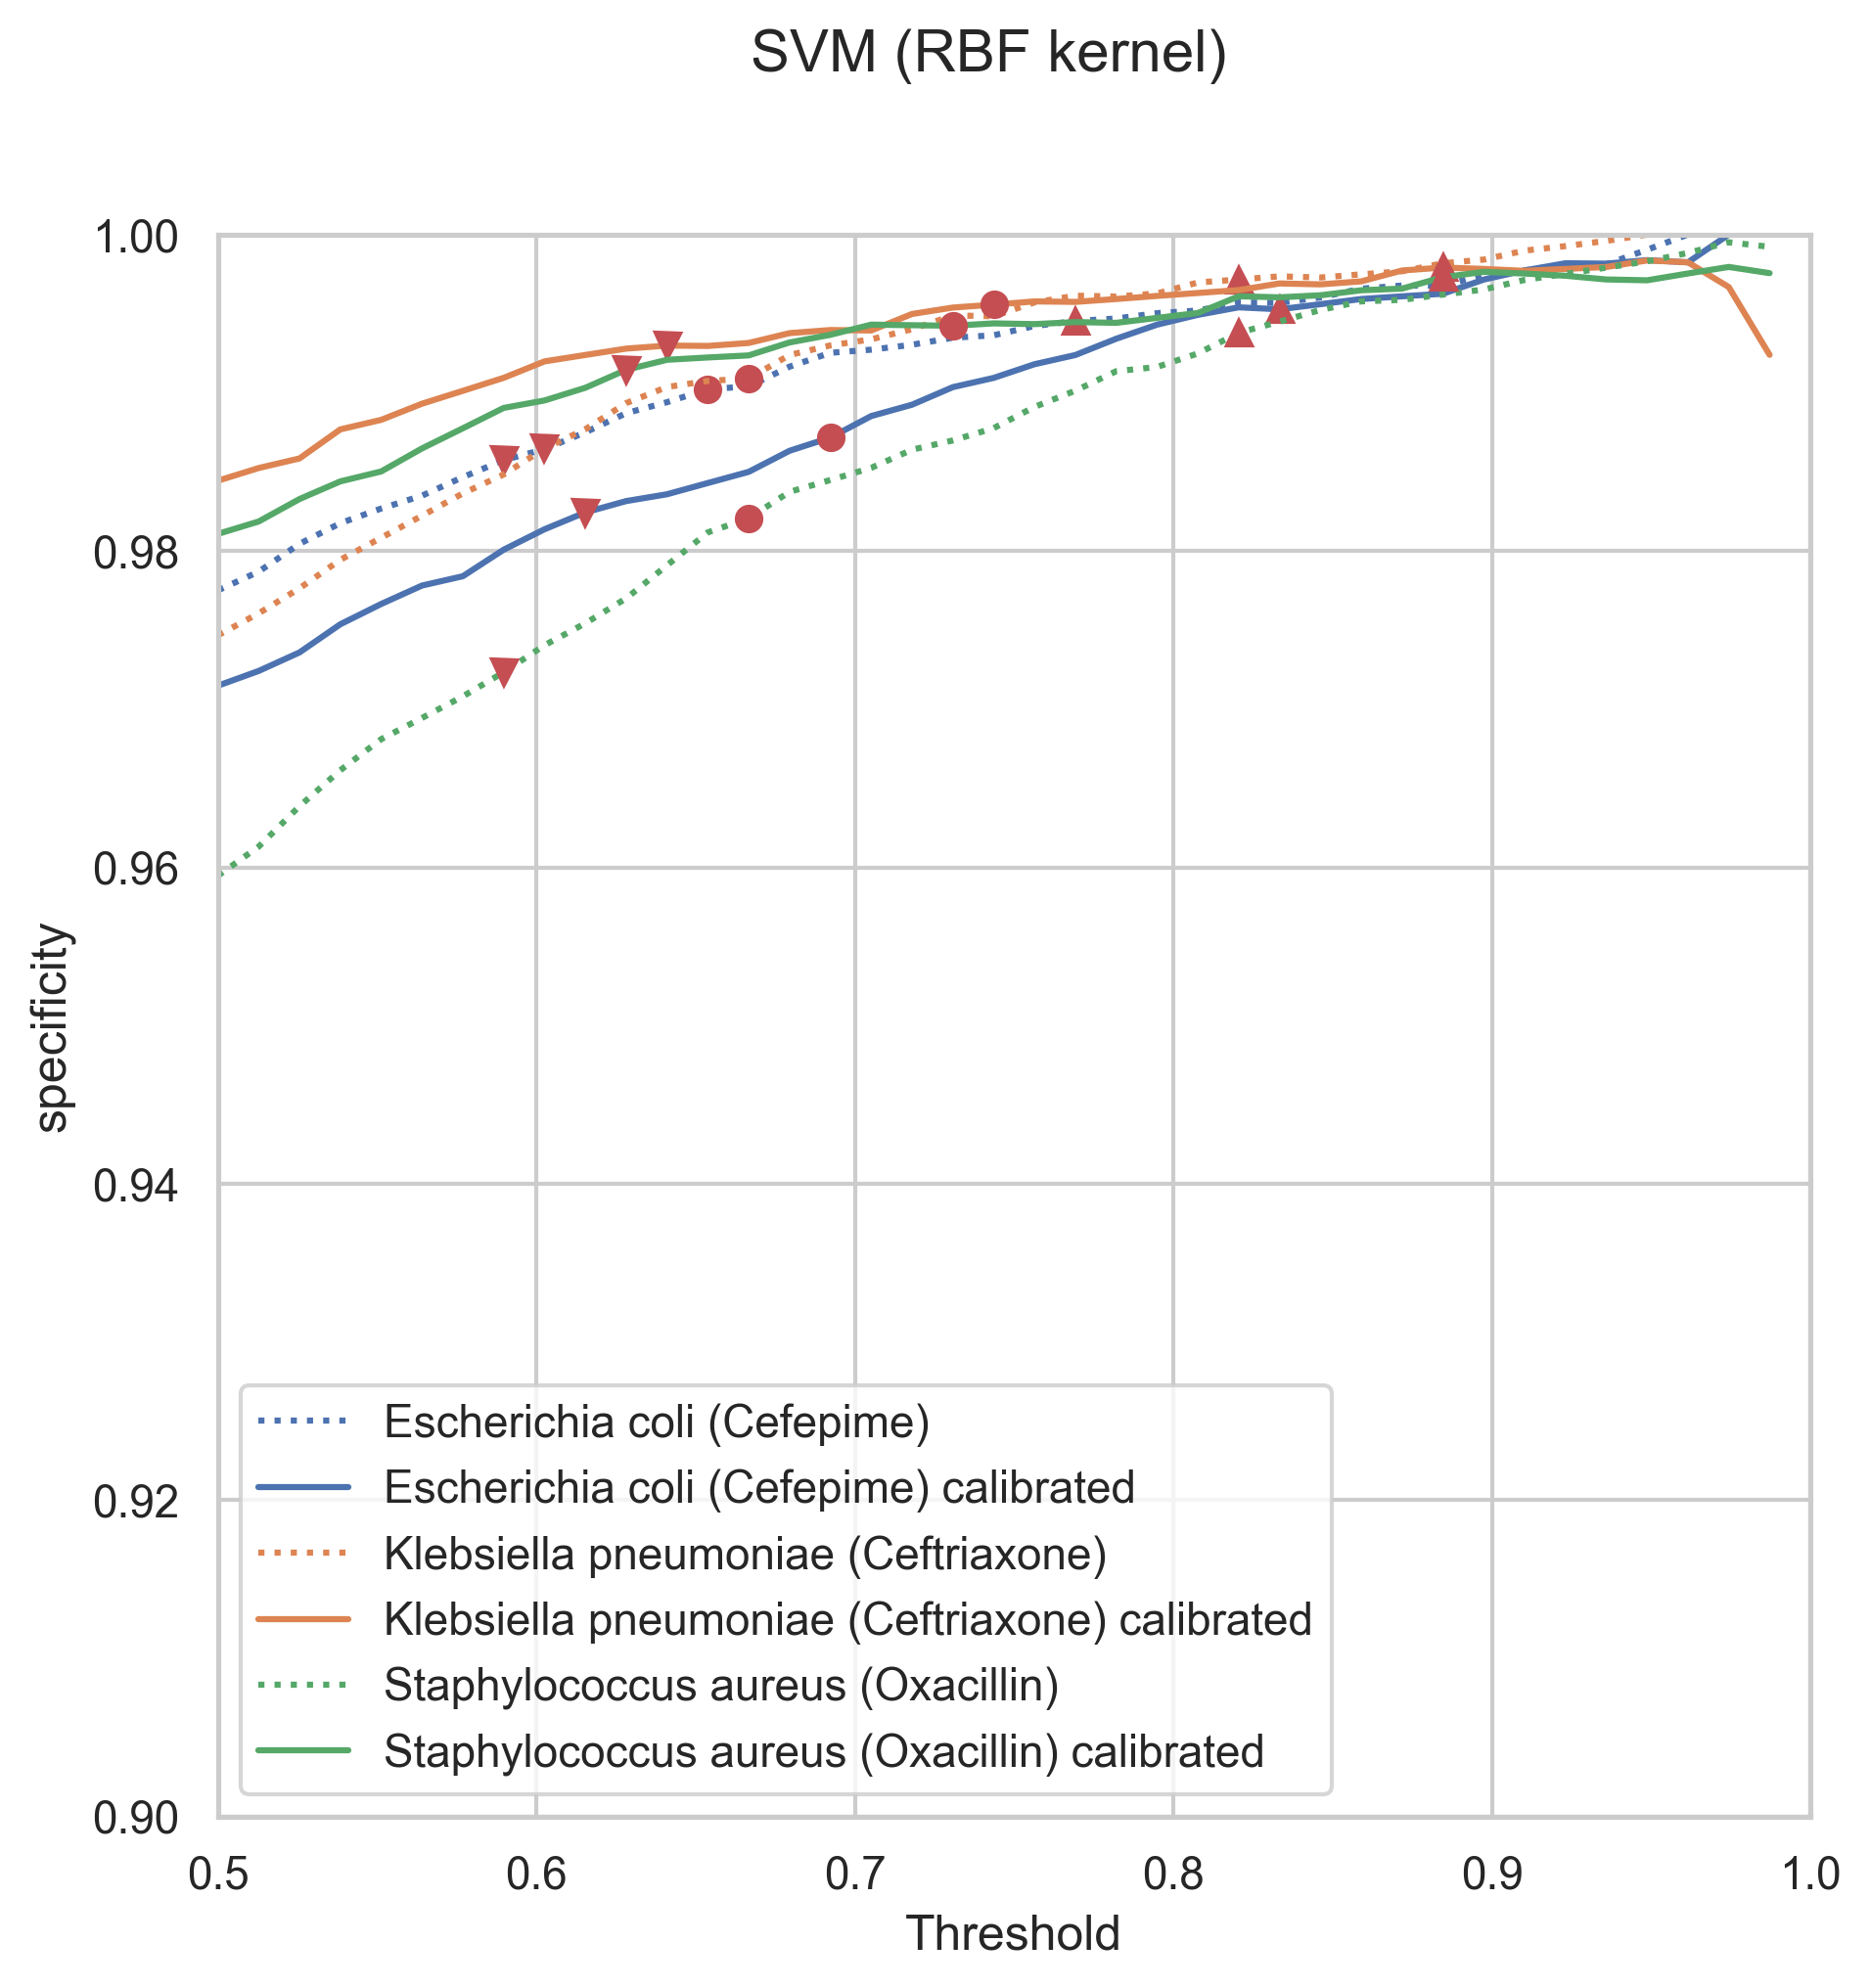 SVM (RBF kernel)
1.00
0.98
0.96
0.94
0.92
0.90
specificity
Escherichia coli (Cefepime)
Escherichia coli (Cefepime) calibrated
Klebsiella pneumoniae (Ceftriaxone)
Klebsiella pneumoniae (Ceftriaxone) calibrated
Staphylococcus aureus (Oxacillin)
Staphylococcus aureus (Oxacillin) calibrated
0.5 0.6 0.7 0.8 0.9 1.0
Threshold